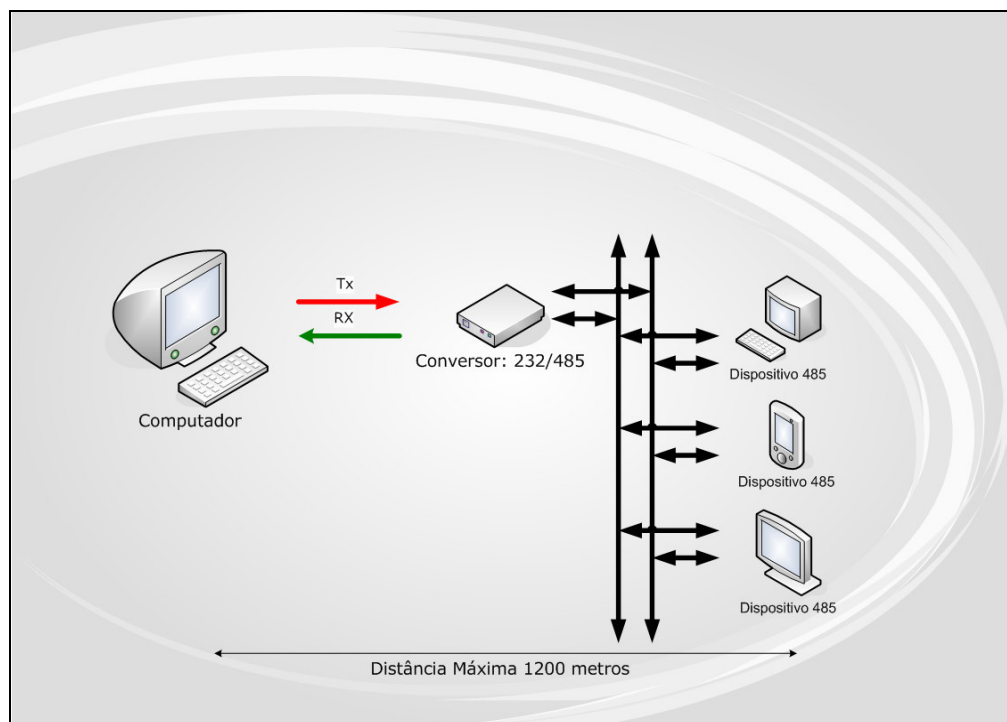 Tx
RX
Conversor: 232/485
Computador
Dispositivo 485
Dispositivo 485
Dispositivo 485
Distância Máxima 1200 metros